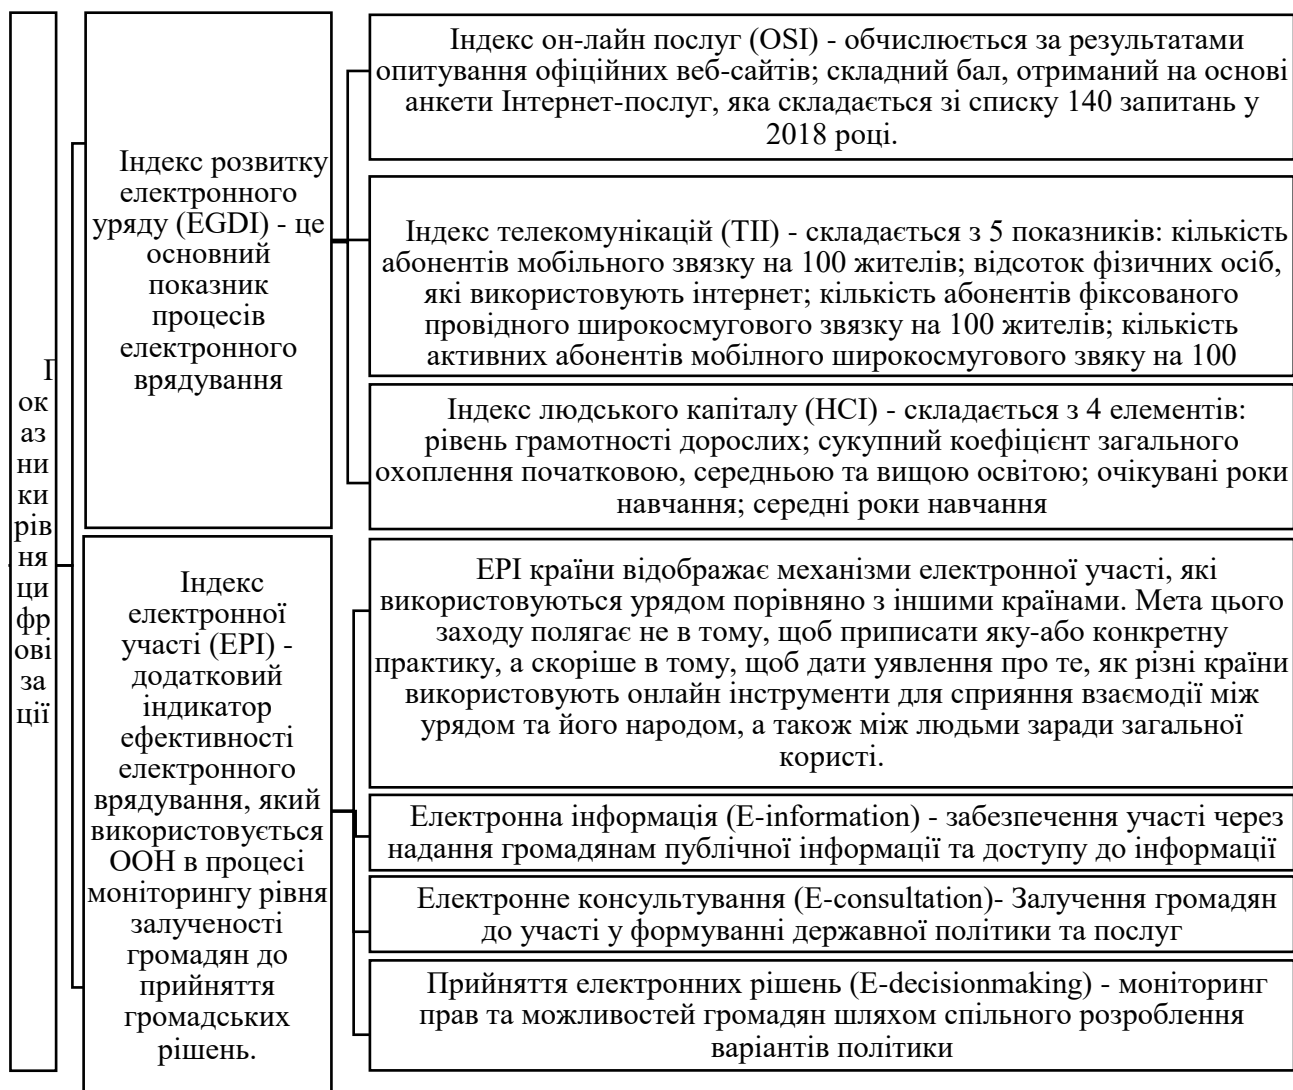 П
ок
аз
ни
ки
рів
ня
ци
фр
ові
за
ції
Індекс розвитку
електронного
уряду (EGDI) - це
основний
показник
процесів
електронного
врядування
Індекс он-лайн послуг (OSI) - обчислюється за результатами
опитування офіційних веб-сайтів; складний бал, отриманий на основі
анкети Інтернет-послуг, яка складається зі списку 140 запитань у
2018 році.
Індекс телекомунікацій (TII) - складається з 5 показників: кількість
абонентів мобільного звязку на 100 жителів; відсоток фізичних осіб,
які використовують інтернет; кількість абонентів фіксованого
провідного широкосмугового звязку на 100 жителів; кількість
активних абонентів мобілного широкосмугового звяку на 100
Індекс людського капіталу (HCI) - складається з 4 елементів:
рівень грамотності дорослих; сукупний коефіцієнт загального
охоплення початковою, середньою та вищою освітою; очікувані роки
навчання; середні роки навчання
Індекс
електронної
участі (EPI) -
додатковий
індикатор
ефективності
електронного
врядування, який
використовується
ООН в процесі
моніторингу рівня
залученості
громадян до
прийняття
громадських
рішень.
EPI країни відображає механізми електронної участі, які
використовуються урядом порівняно з іншими країнами. Мета цього
заходу полягає не в тому, щоб приписати яку-або конкретну
практику, а скоріше в тому, щоб дати уявлення про те, як різні країни
використовують онлайн інструменти для сприяння взаємодії між
урядом та його народом, а також між людьми заради загальної
користі.
Електронна інформація (E-information) - забезпечення участі через
надання громадянам публічної інформації та доступу до інформації
Електронне консультування (E-consultation)- Залучення громадян
до участі у формуванні державної політики та послуг
Прийняття електронних рішень (E-decisionmaking) - моніторинг
прав та можливостей громадян шляхом спільного розроблення
варіантів політики